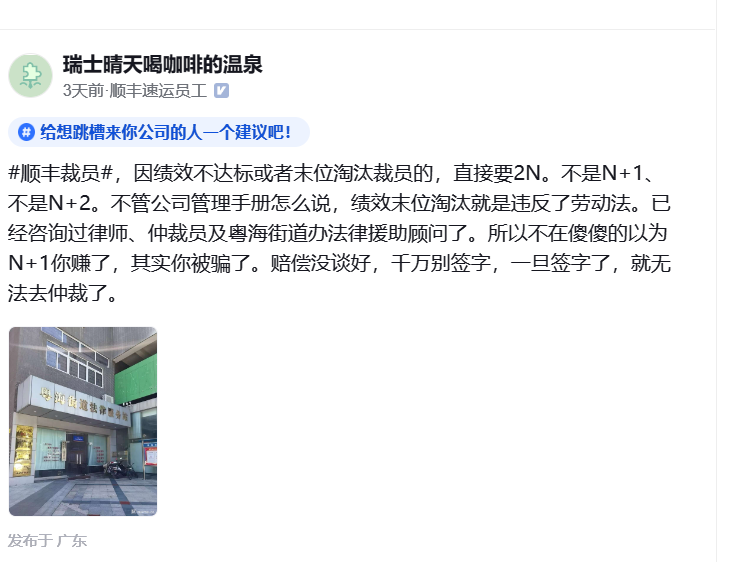 瑞士晴天喝咖啡的温泉
3天前·顺丰速运员工
# 给想跳槽来你公司的人一个建议吧！
#顺丰裁员#，因绩效不达标或者末位淘汰裁员的，直接要2N。不是N+1、
不是N+2。不管公司管理手册怎么说，绩效末位淘汰就是违反了劳动法。已
经咨询过律师、仲裁员及粤海街道办法律援助顾问了。所以不在傻傻的以为
N+1你赚了，其实你被骗了。赔偿没谈好，千万别签字，一旦签字了，就无
法去仲裁了。
发布于 广东